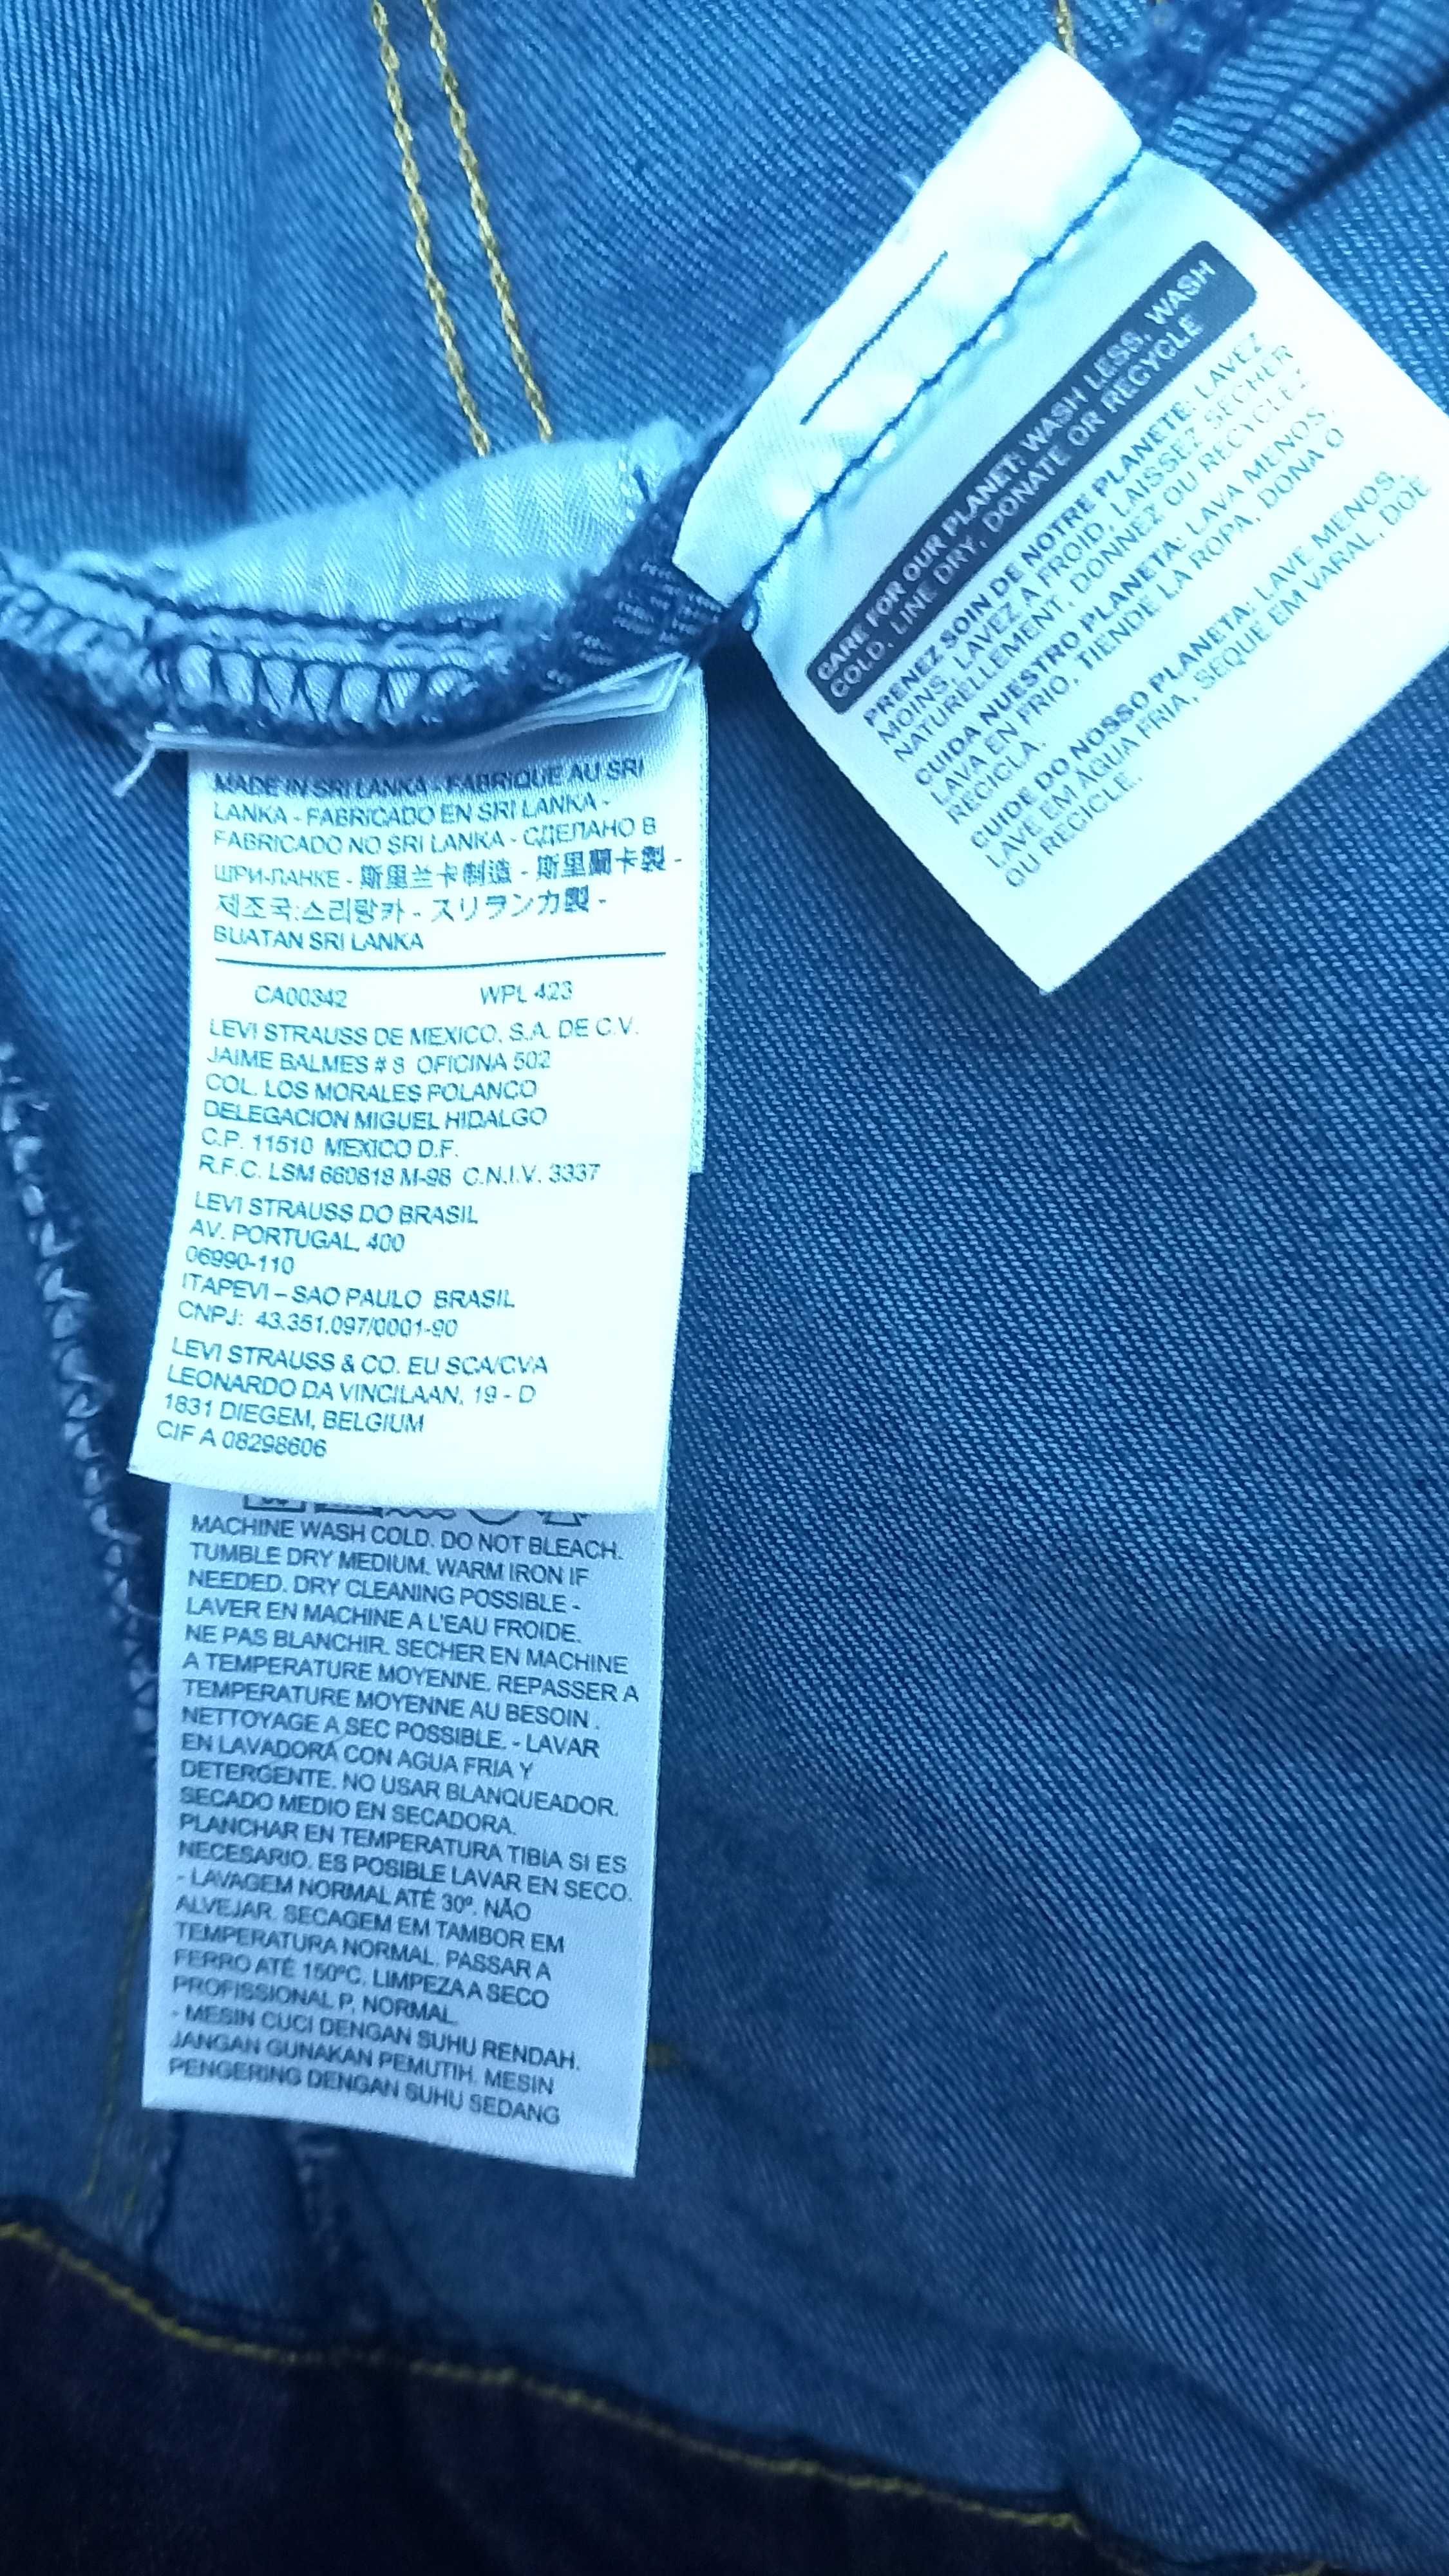 MADE IN SRI LANKA - FABRIQUE AU SRI
LANKA - FABRICADO EN SRI LANKA -
FABRICADO NO SRI LANKA - СДЕЛАНО В
ШРИ-ЛАНКЕ - 斯里兰卡制造 - 斯里蘭卡製 -
제조국:스리랑카 - スリランカ製 -
BUATAN SRI LANKA
CA00342 WPL 423
LEVI STRAUSS DE MEXICO, S.A. DE C.V.
JAIME BALMES # 8 OFICINA 502
COL. LOS MORALES POLANCO
DELEGACION MIGUEL HIDALGO
C.P. 11510 MEXICO D.F.
R.F.C. LSM 660818 M-98 C.N.I.V. 3337
LEVI STRAUSS DO BRASIL
AV. PORTUGAL, 400
06990-110
ITAPEVI – SAO PAULO BRASIL
CNPJ: 43.351.097/0001-90
LEVI STRAUSS & CO. EU SCA/CVA
LEONARDO DA VINCILAAN, 19 - D
1831 DIEGEM, BELGIUM
CIF A 08298606
MACHINE WASH COLD. DO NOT BLEACH.
TUMBLE DRY MEDIUM. WARM IRON IF
NEEDED. DRY CLEANING POSSIBLE -
LAVER EN MACHINE A L'EAU FROIDE.
NE PAS BLANCHIR. SECHER EN MACHINE
A TEMPERATURE MOYENNE. REPASSER A
TEMPERATURE MOYENNE AU BESOIN .
NETTOYAGE A SEC POSSIBLE. - LAVAR
EN LAVADORA CON AGUA FRIA Y
DETERGENTE. NO USAR BLANQUEADOR.
SECADO MEDIO EN SECADORA.
PLANCHAR EN TEMPERATURA TIBIA SI ES
NECESARIO. ES POSIBLE LAVAR EN SECO.
- LAVAGEM NORMAL ATÉ 30º. NÃO
ALVEJAR. SECAGEM EM TAMBOR EM
TEMPERATURA NORMAL. PASSAR A
FERRO ATÉ 150ºC. LIMPEZA A SECO
PROFISSIONAL P, NORMAL.
- MESIN CUCI DENGAN SUHU RENDAH.
JANGAN GUNAKAN PEMUTIH. MESIN
PENGERING DENGAN SUHU SEDANG
CARE FOR OUR PLANET: WASH LESS, WASH
COLD, LINE DRY, DONATE OR RECYCLE
PRENEZ SOIN DE NOTRE PLANETE: LAVEZ
MOINS, LAVEZ A FROID, LAISSEZ SECHER
NATURELLEMENT, DONNEZ OU RECYCLEZ
CUIDA NUESTRO PLANETA: LAVA MENOS,
LAVA EN FRIO, TIENDE LA ROPA, DONA O
RECICLA.
CUIDE DO NOSSO PLANETA: LAVE MENOS,
LAVE EM ÁGUA FRIA, SEQUE EM VARAL, DOE
OU RECICLE.